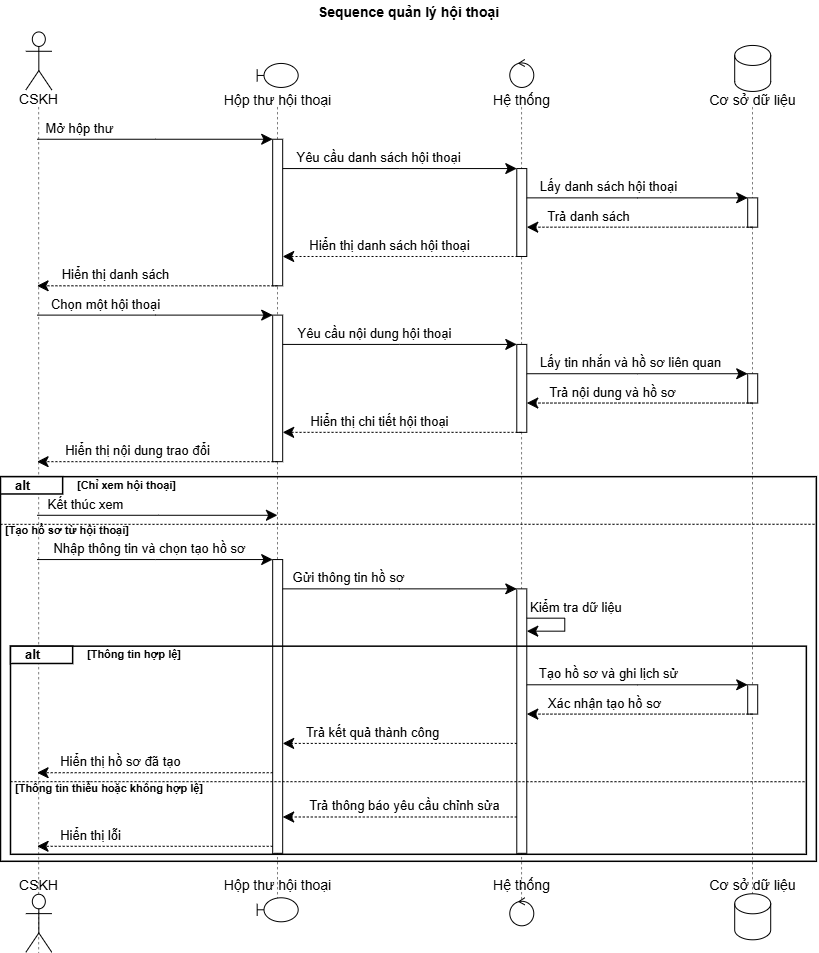 Sequence quản lý hội thoại
CSKH
Hộp thư hội thoại
Hệ thống
Cơ sở dữ liệu
Mở hộp thư
Yêu cầu danh sách hội thoại
Lấy danh sách hội thoại
Trả danh sách
Hiển thị danh sách hội thoại
Hiển thị danh sách
Chọn một hội thoại
Yêu cầu nội dung hội thoại
Lấy tin nhắn và hồ sơ liên quan
Trả nội dung và hồ sơ
Hiển thị chi tiết hội thoại
Hiển thị nội dung trao đổi
alt
[Chỉ xem hội thoại]
Kết thúc xem
[Tạo hồ sơ từ hội thoại]
Nhập thông tin và chọn tạo hồ sơ
Gửi thông tin hồ sơ
Kiểm tra dữ liệu
alt
[Thông tin hợp lệ]
Tạo hồ sơ và ghi lịch sử
Xác nhận tạo hồ sơ
Trả kết quả thành công
Hiển thị hồ sơ đã tạo
[Thông tin thiếu hoặc không hợp lệ]
Trả thông báo yêu cầu chỉnh sửa
Hiển thị lỗi
CSKH
Hộp thư hội thoại
Hệ thống
Cơ sở dữ liệu